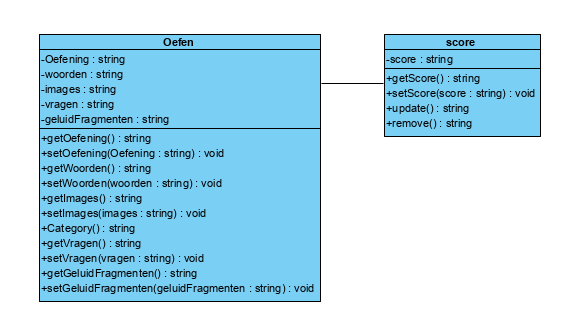 Oefen
-Oefening : string
-woorden : string
-images : string
-vragen : string
-geluidFragmenten : string
+getOefening() : string
+setOefening(Oefening : string) : void
+getWoorden() : string
+setWoorden(woorden : string) : void
+getImages() : string
+setImages(images : string) : void
+Category() : string
+getVragen() : string
+setVragen(vragen : string) : void
+getGeluidFragmenten() : string
+setGeluidFragmenten(geluidFragmenten : string) : void
score
-score : string
+getScore() : string
+setScore(score : string) : void
+update() : string
+remove() : string